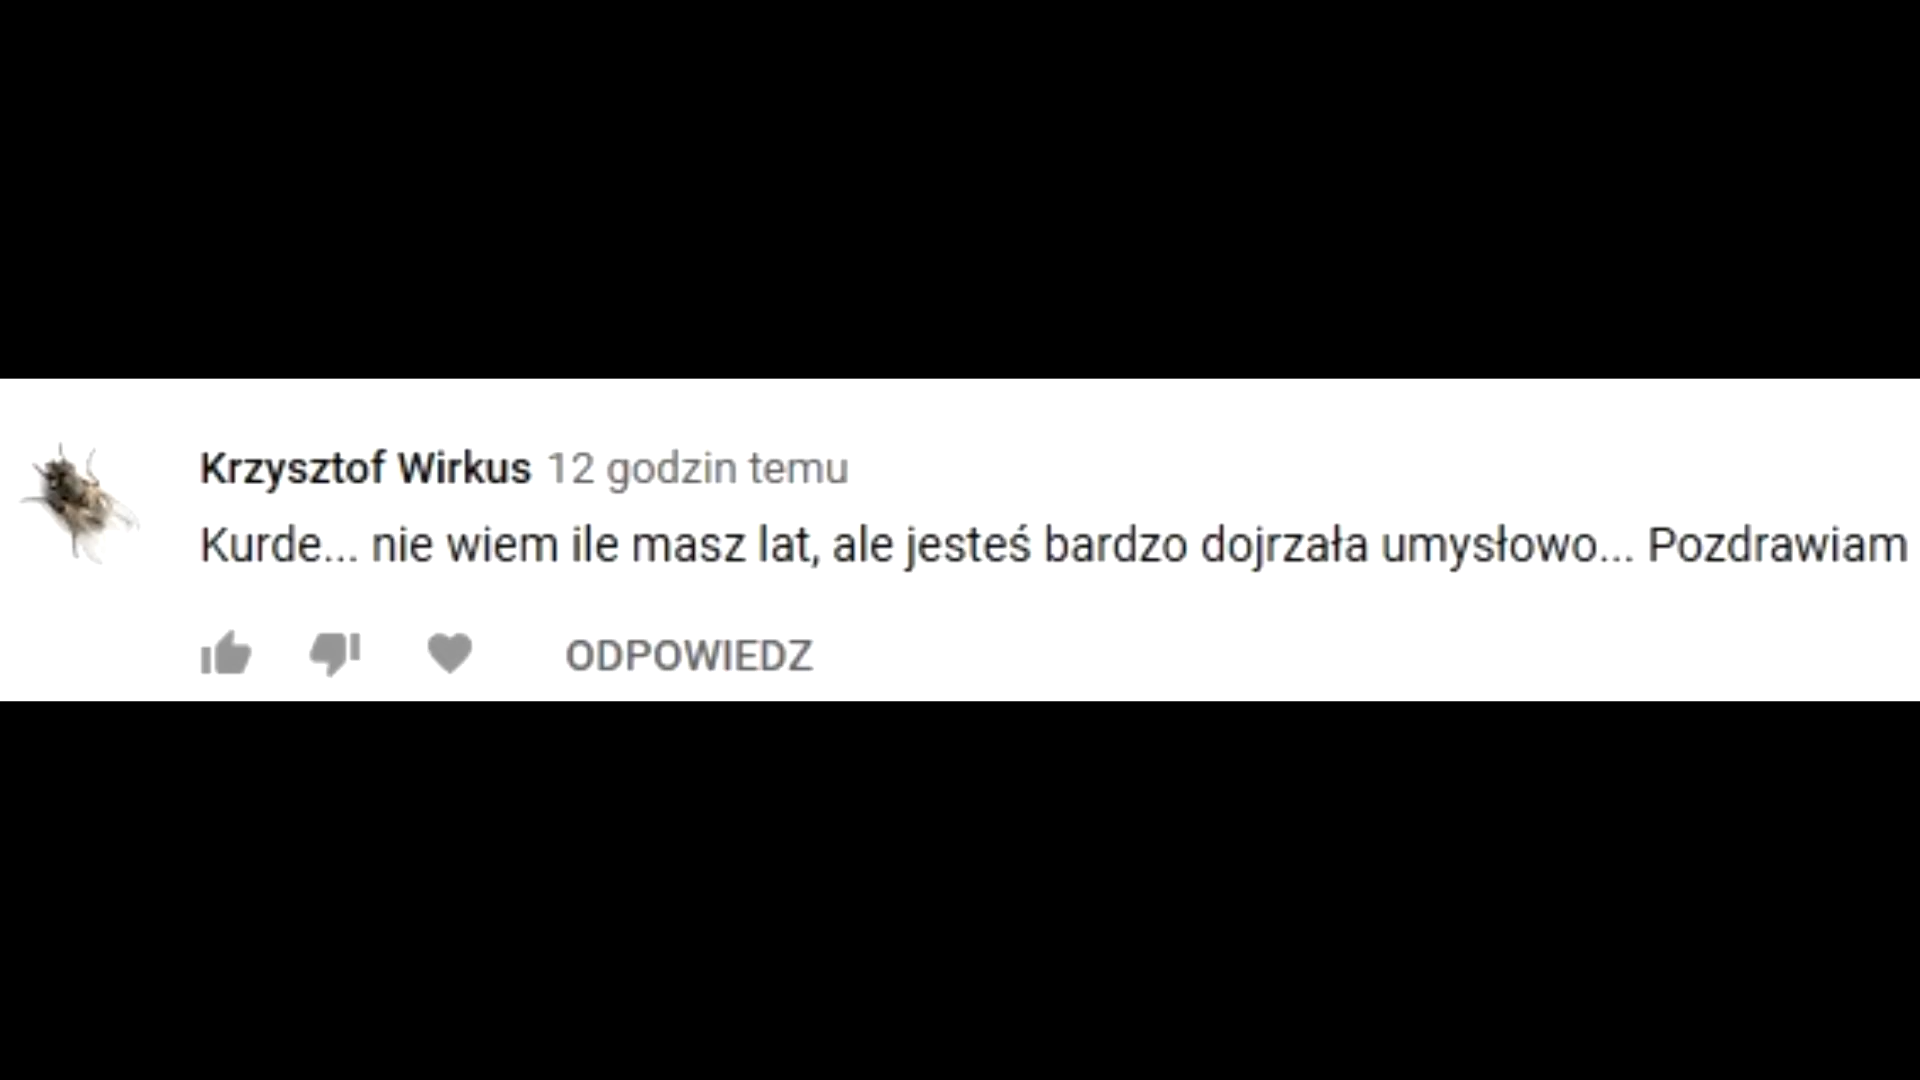 Krzysztof Wirkus 12 godzin temu
Kurde... nie wiem ile masz lat, ale jesteś bardzo dojrzała umysłowo... Pozdrawiam
ODPOWIEDZ